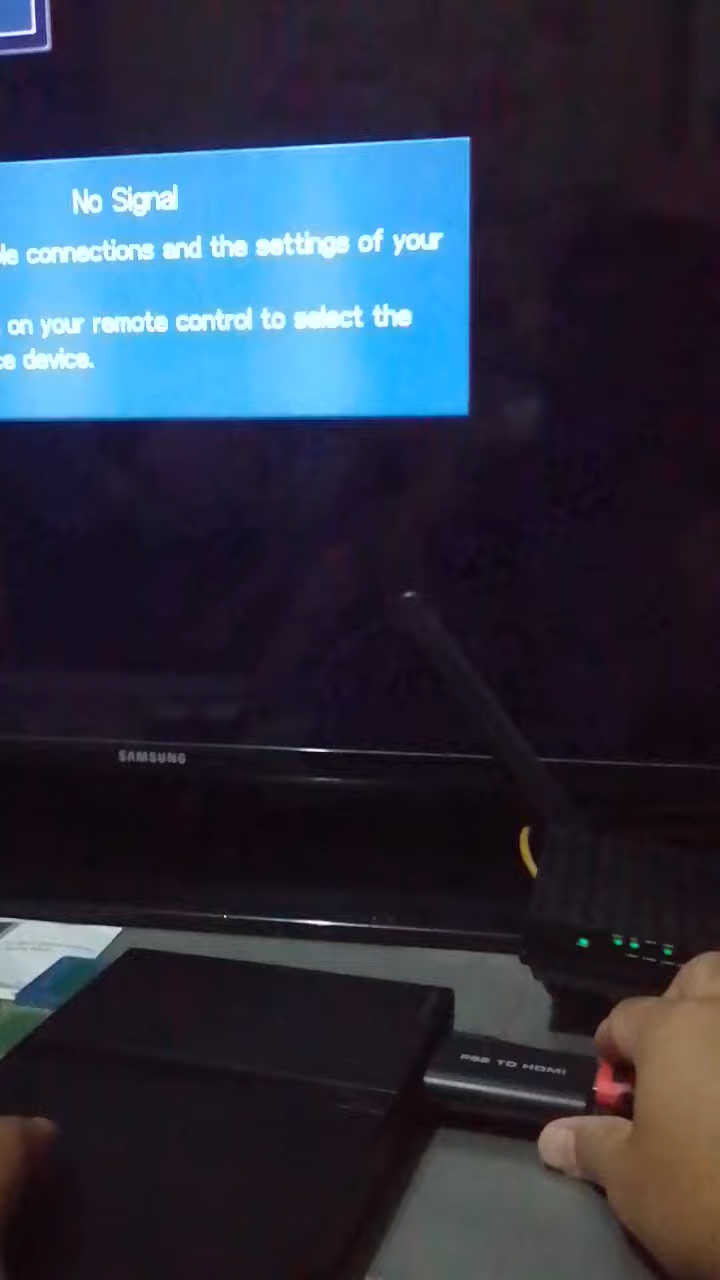 No Signal
connections and the settings of your
on your remote control to select the
device.
SAMSUNG
PS2 TO HDMI